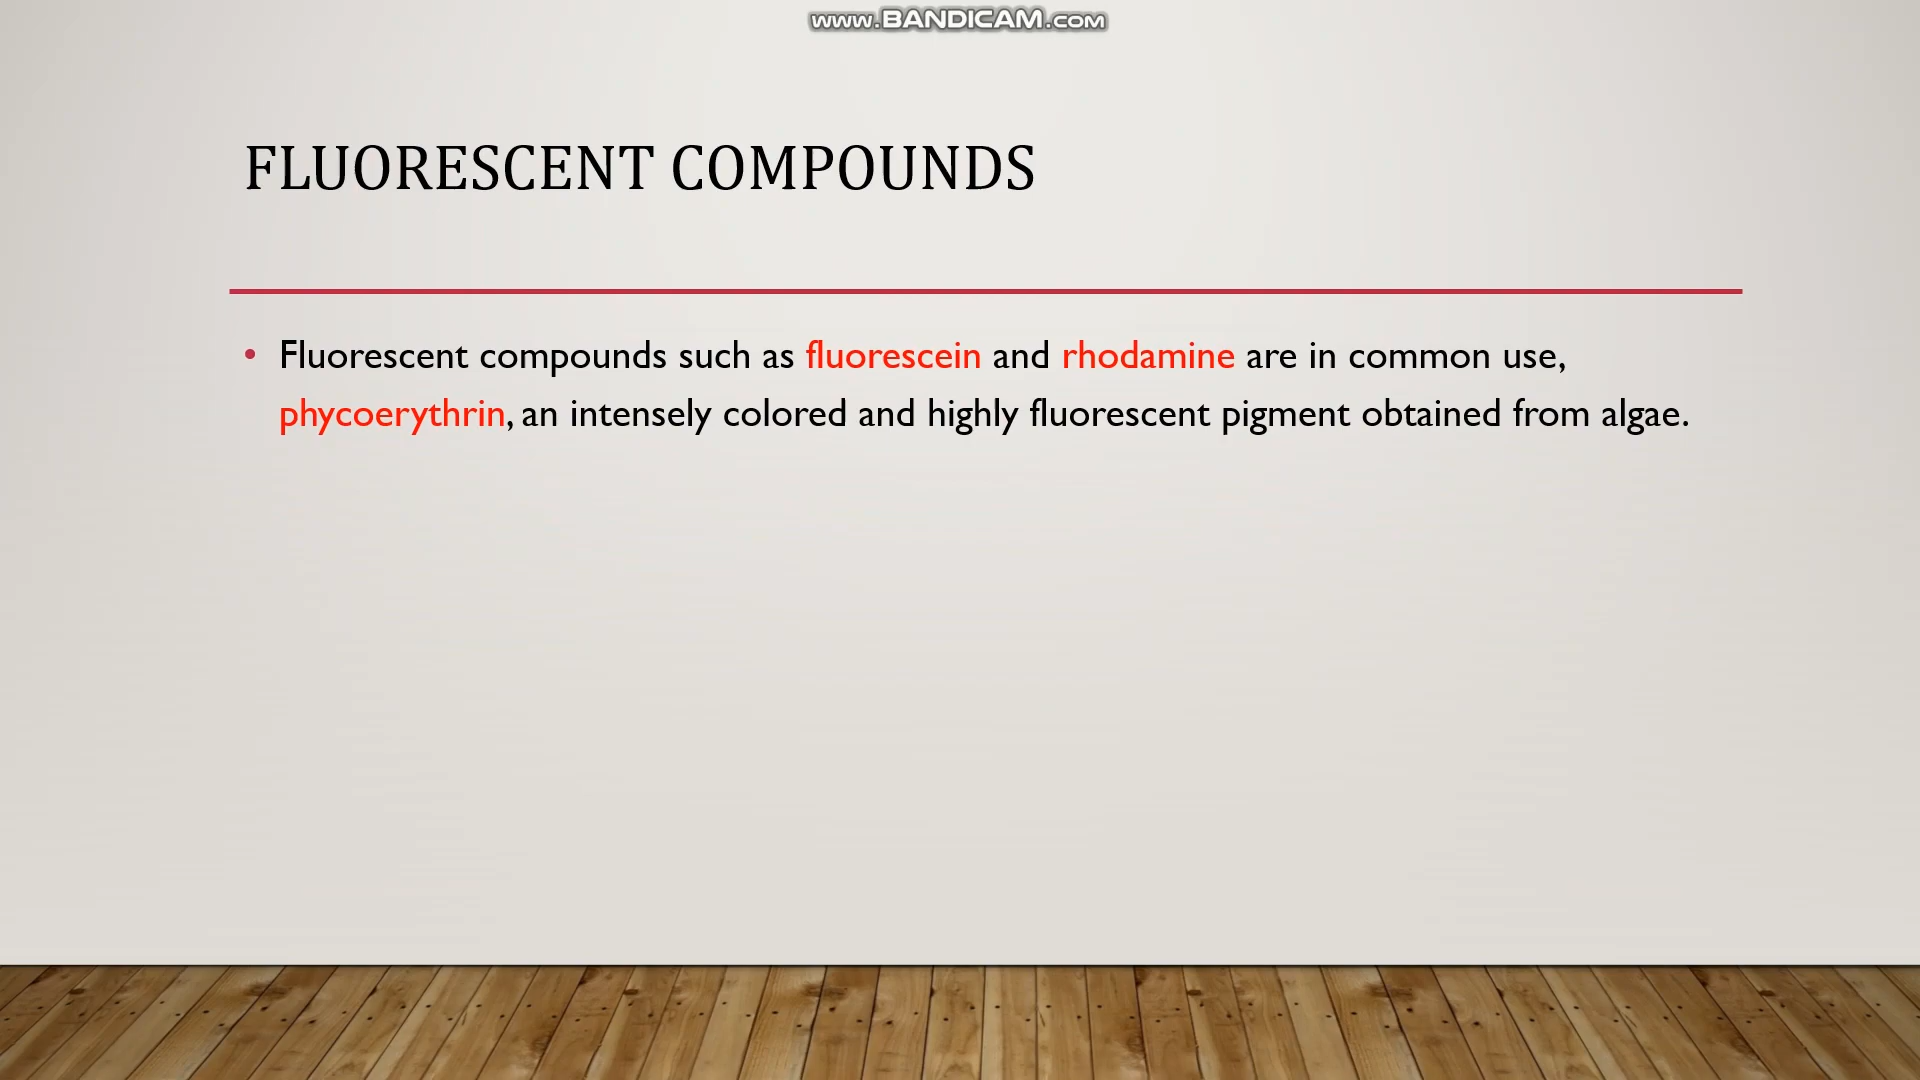 www.BANDICAM.com
FLUORESCENT COMPOUNDS
• Fluorescent compounds such as fluorescein and rhodamine are in common use,
phycoerythrin, an intensely colored and highly fluorescent pigment obtained from algae.